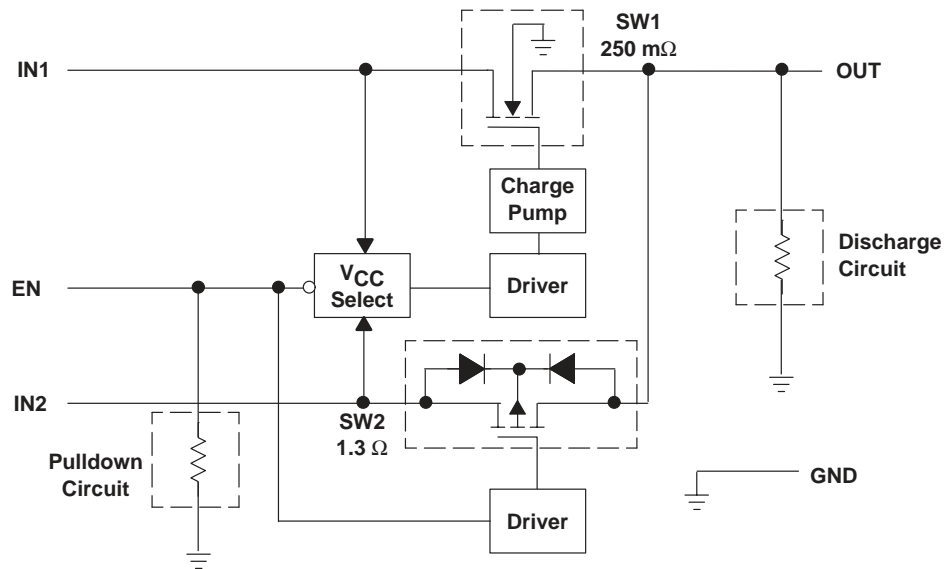 SW1
250 mΩ
IN1
OUT
Charge
Pump
Discharge
Circuit
EN
VCC
Select
Driver
IN2
SW2
1.3 Ω
Pulldown
Circuit
GND
Driver